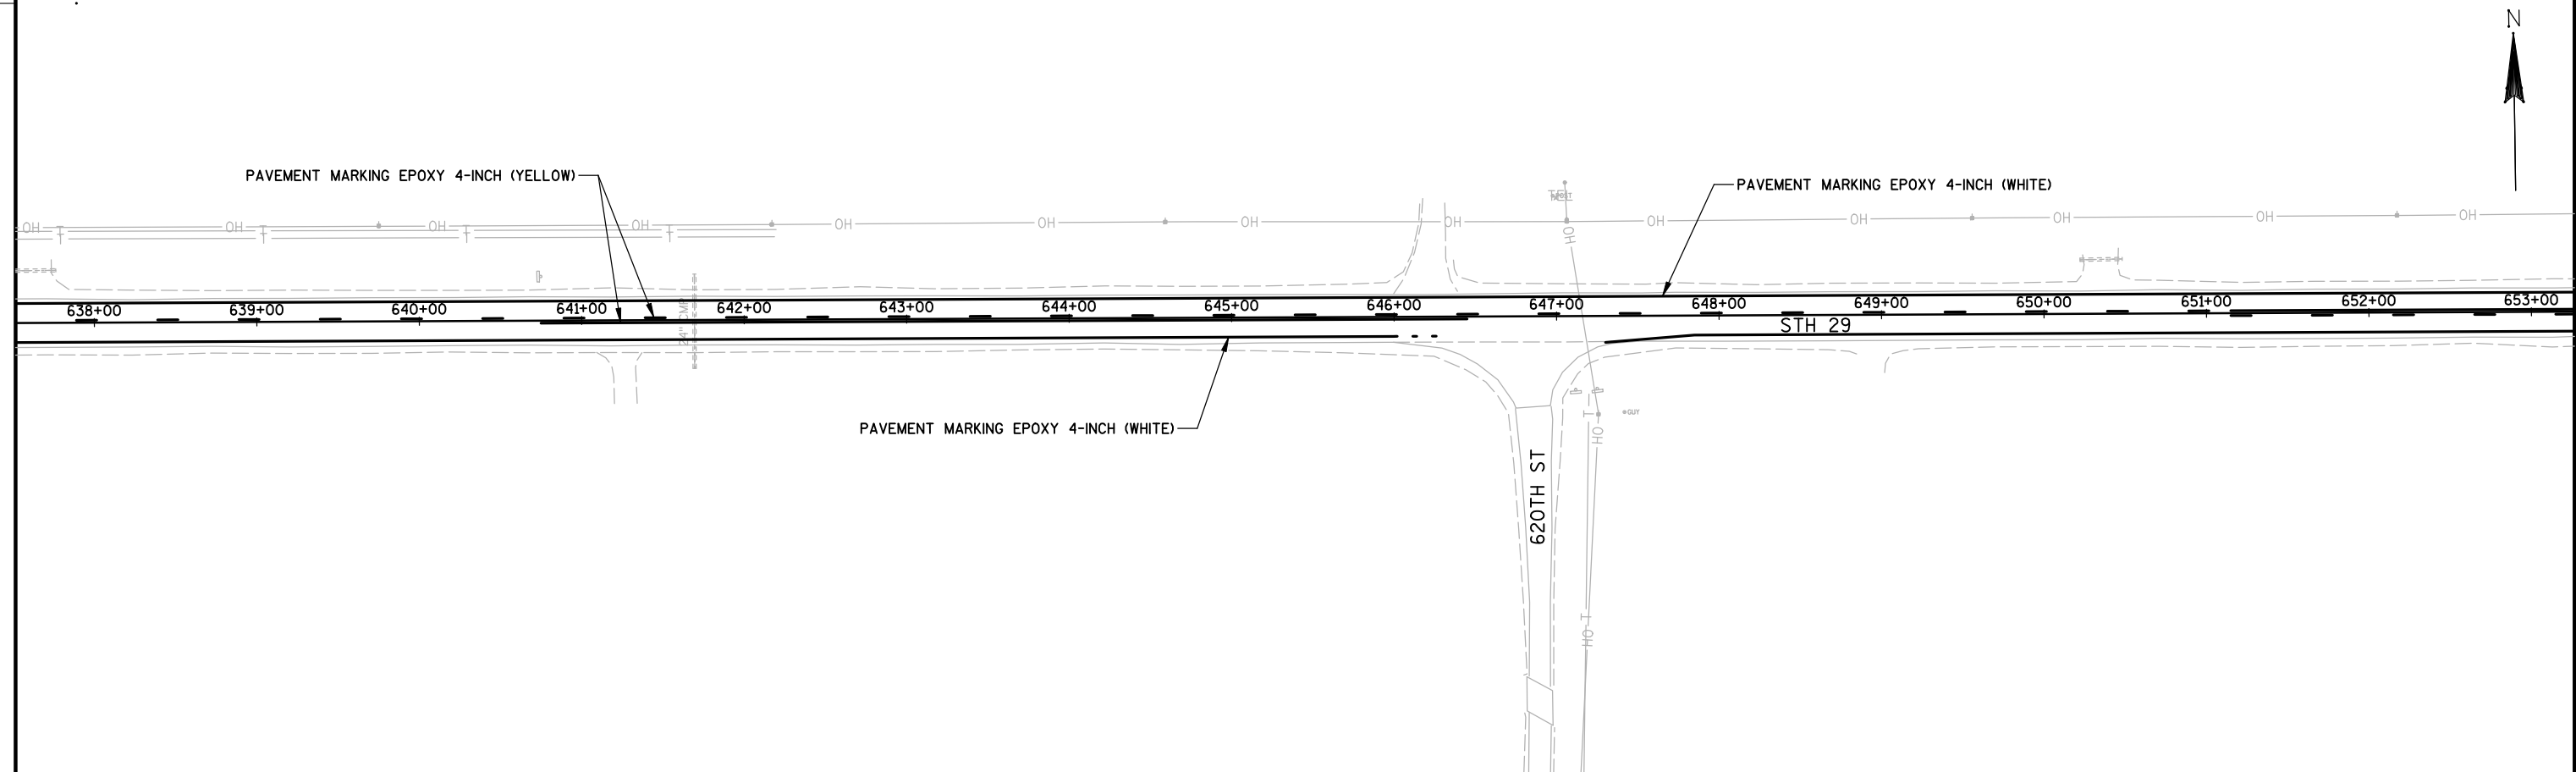 N
PAVEMENT MARKING EPOXY 4-INCH (YELLOW)
PAVEMENT MARKING EPOXY 4-INCH (WHITE)
TEL
OH OH OH OH OH OH OH OH OH OH OH OH OH
T T T T
OH
638+00 639+00 640+00 641+00 642+00 643+00 644+00 645+00 646+00 647+00 648+00 649+00 650+00 651+00 652+00 653+00
24" CMP
STH 29
GUY
T
PAVEMENT MARKING EPOXY 4-INCH (WHITE)
OH
620TH ST
T
OH